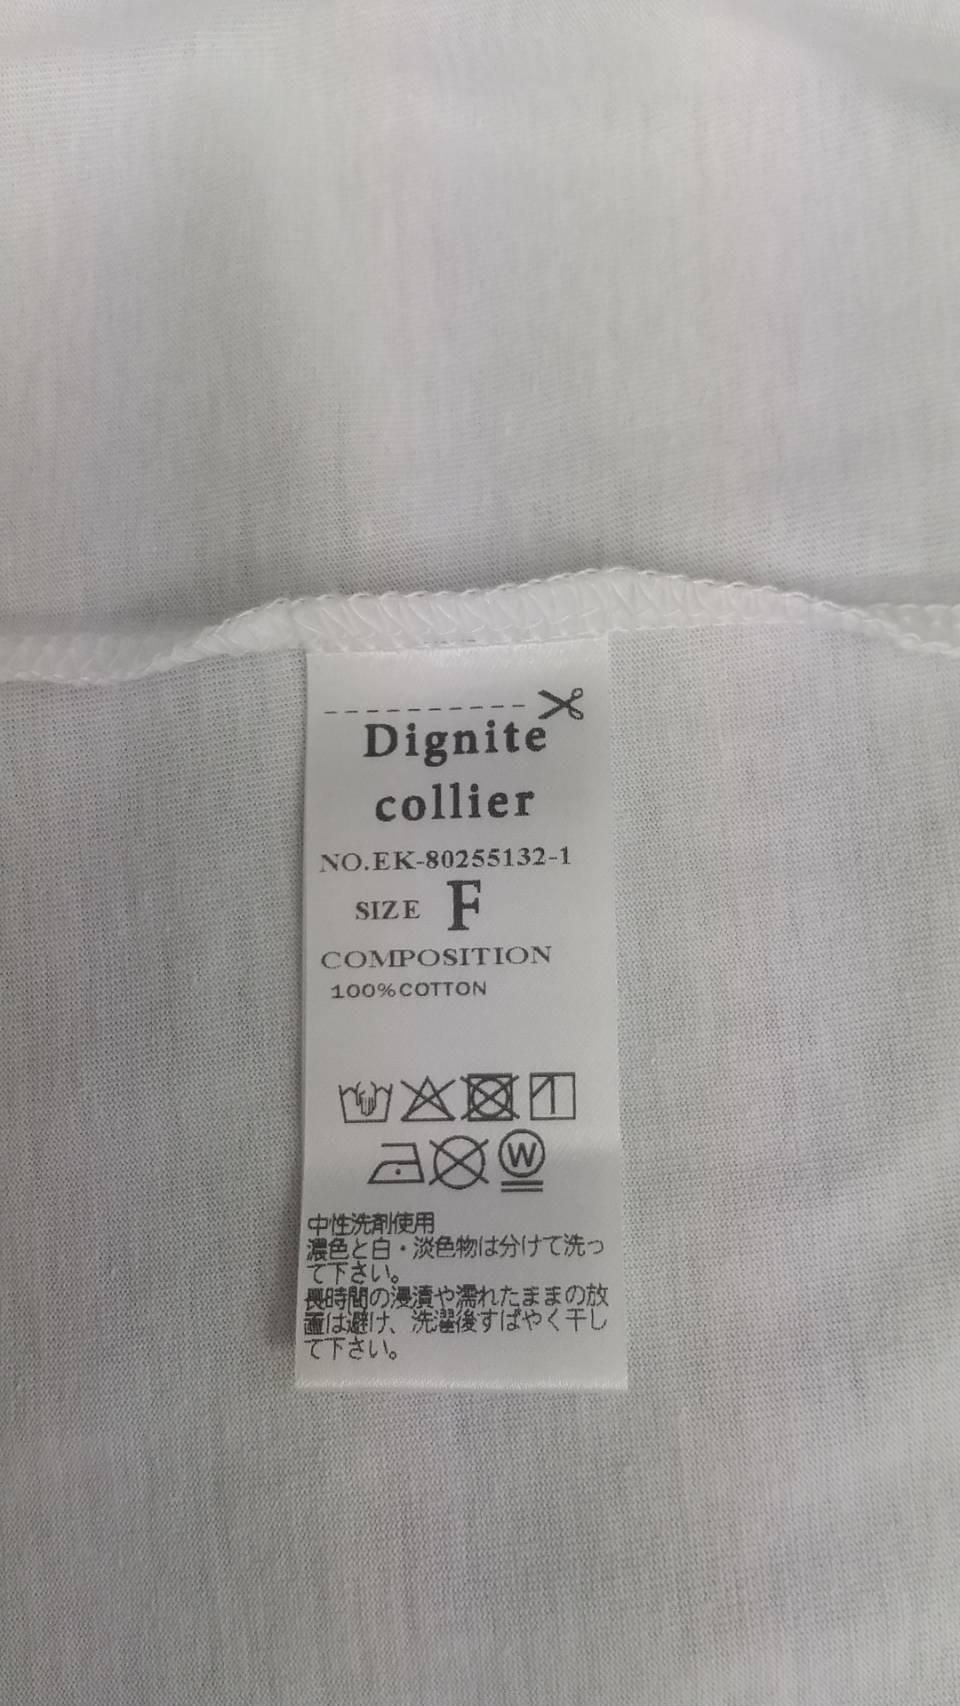 Dignite
collier
NO.EK-80255132-1
SIZE F
COMPOSITION
100%COTTON
W
中性洗剤使用
濃色と白・淡色物は分けて洗っ
て下さい。
長時間の浸漬や濡れたままの放
置は避け、洗濯後すばやく干し
て下さい。